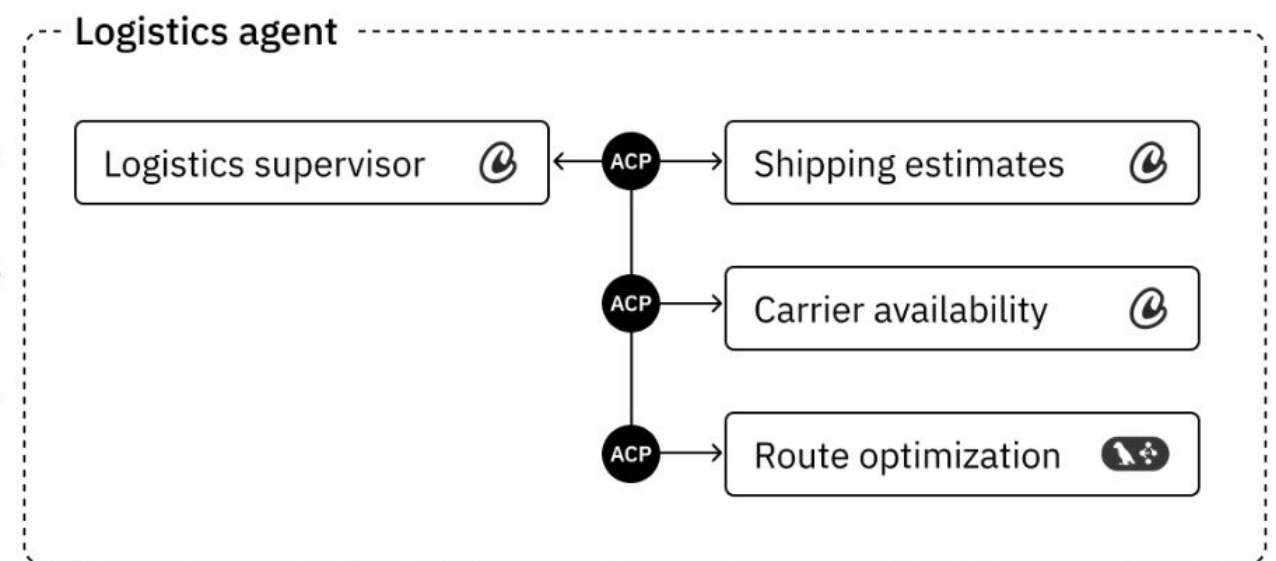 Logistics agent
Logistics supervisor
ACP
Shipping estimates
ACP
Carrier availability
ACP
Route optimization